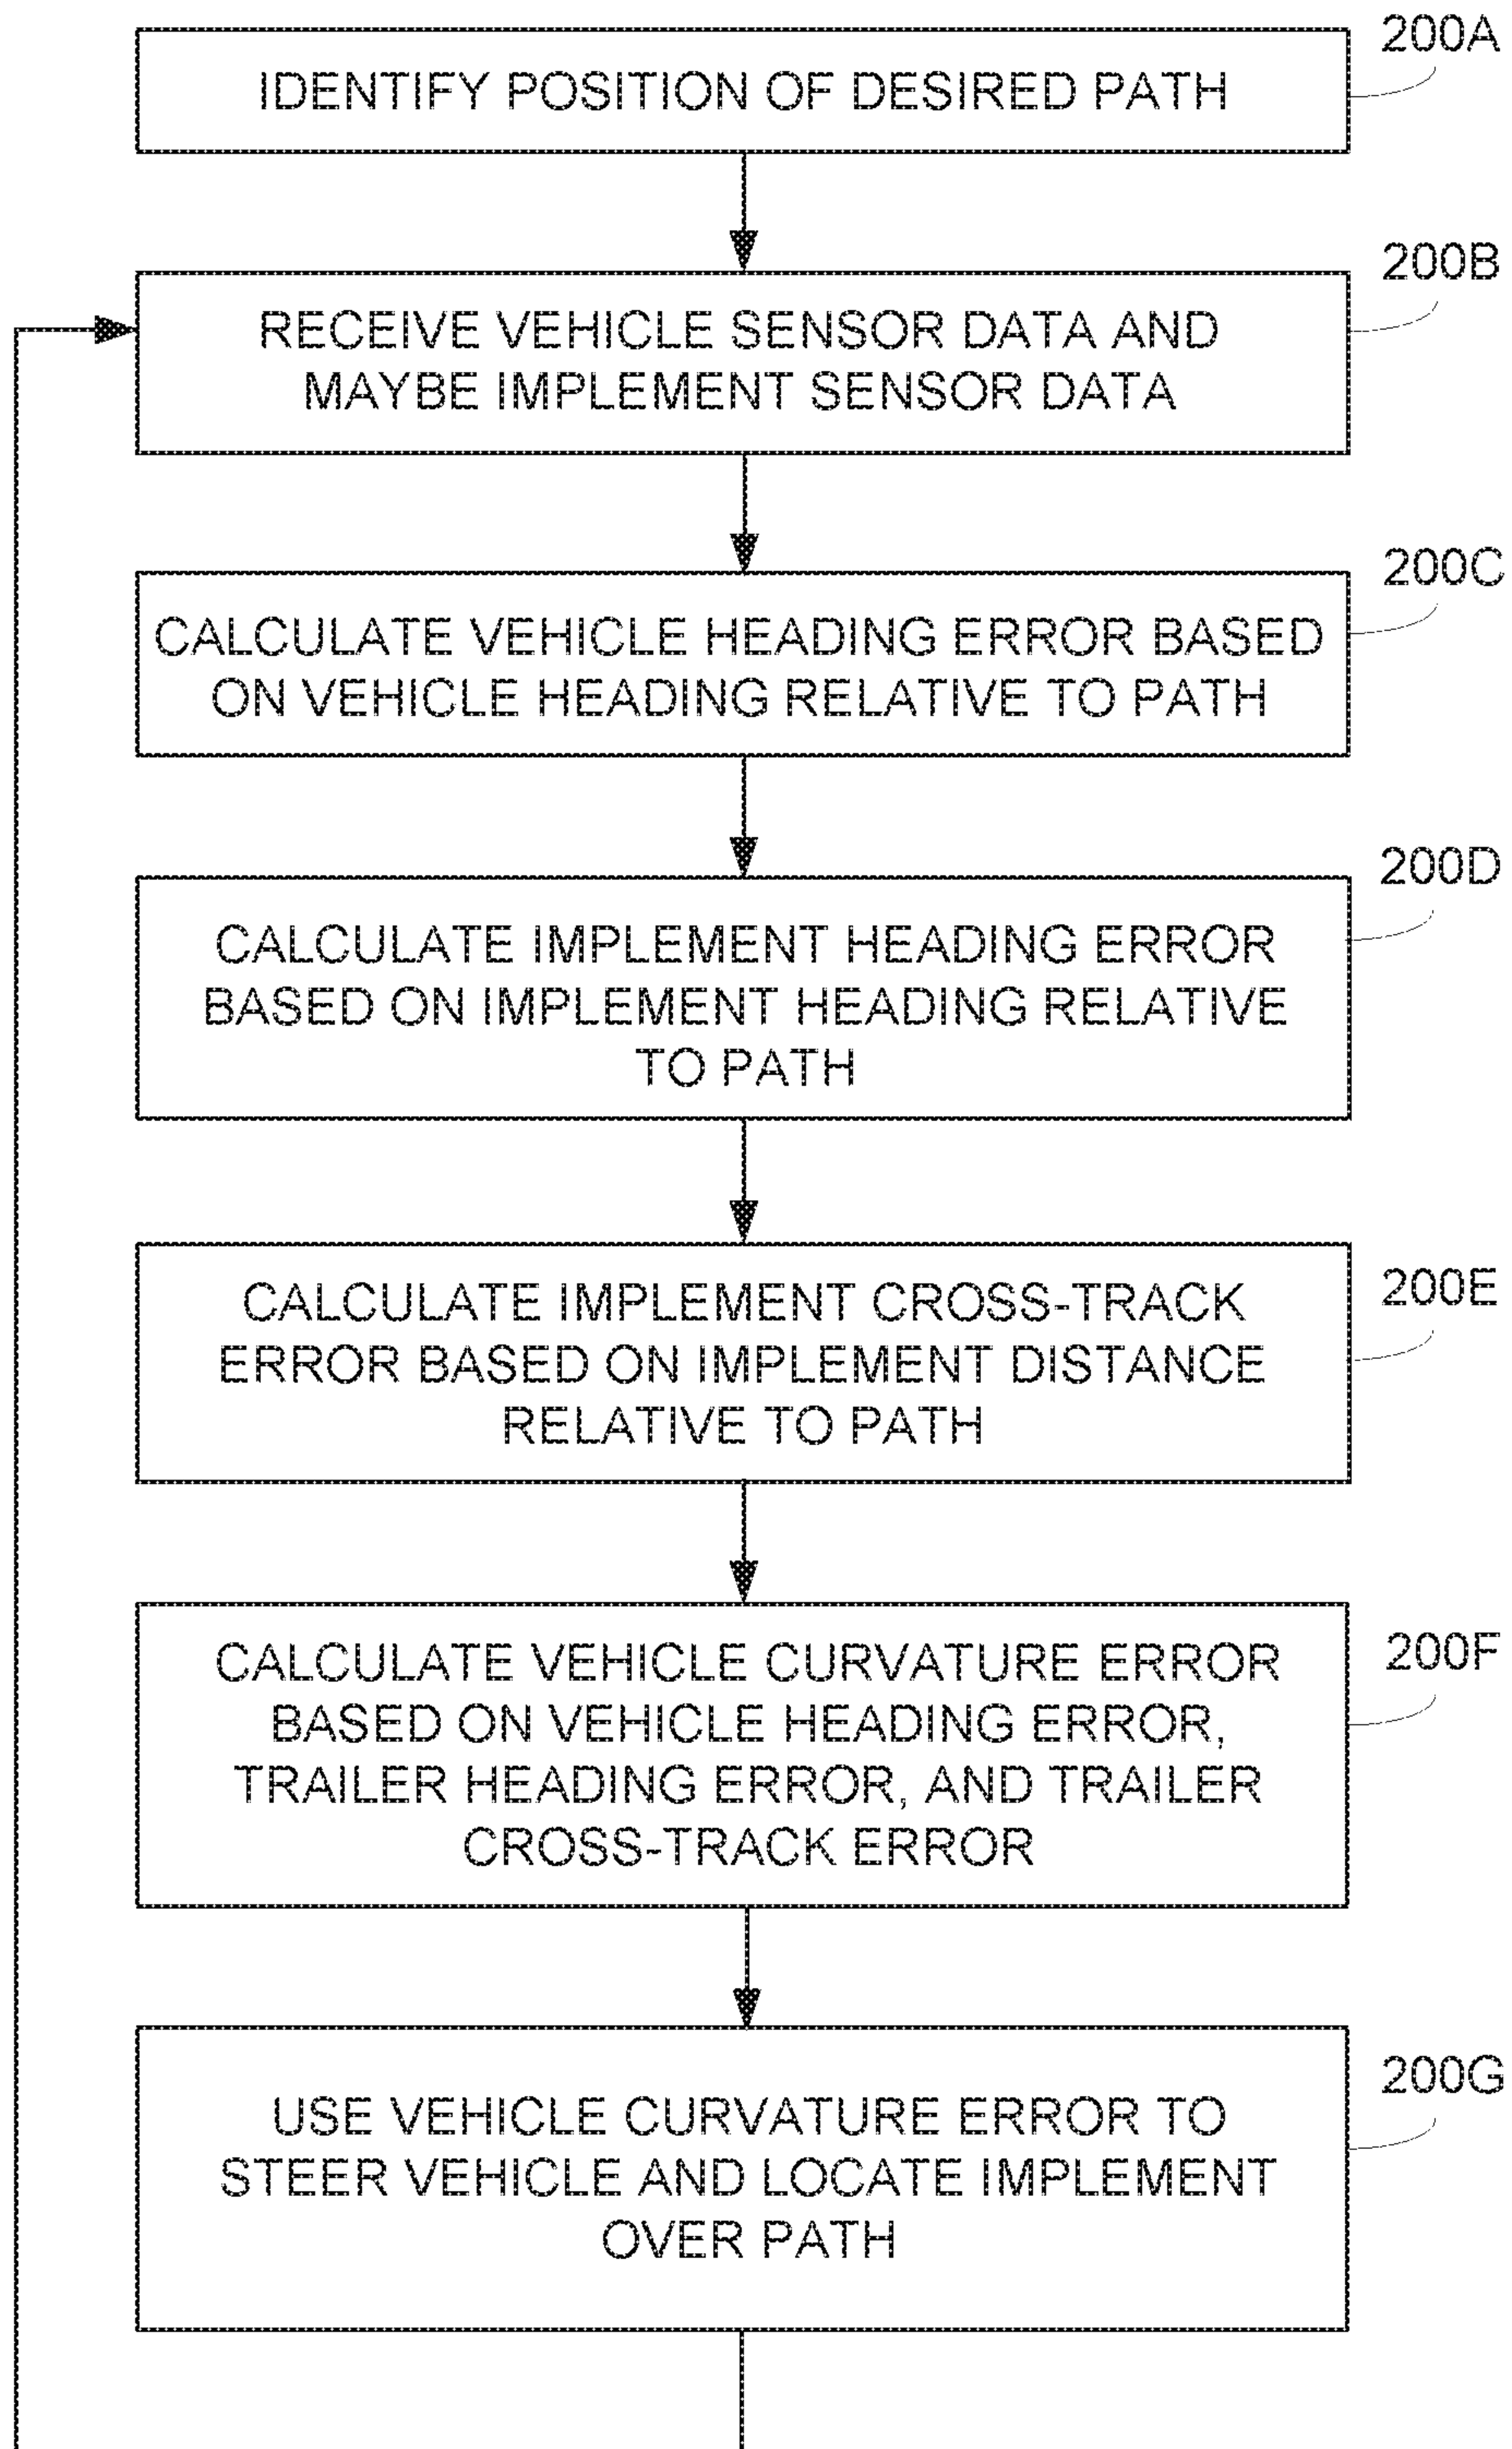 200A
IDENTIFY POSITION OF DESIRED PATH
200B
RECEIVE VEHICLE SENSOR DATA AND
MAYBE IMPLEMENT SENSOR DATA
200C
CALCULATE VEHICLE HEADING ERROR BASED
ON VEHICLE HEADING RELATIVE TO PATH
200D
CALCULATE IMPLEMENT HEADING ERROR
BASED ON IMPLEMENT HEADING RELATIVE
TO PATH
200E
CALCULATE IMPLEMENT CROSS-TRACK
ERROR BASED ON IMPLEMENT DISTANCE
RELATIVE TO PATH
200F
CALCULATE VEHICLE CURVATURE ERROR
BASED ON VEHICLE HEADING ERROR,
TRAILER HEADING ERROR, AND TRAILER
CROSS-TRACK ERROR
200G
USE VEHICLE CURVATURE ERROR TO
STEER VEHICLE AND LOCATE IMPLEMENT
OVER PATH